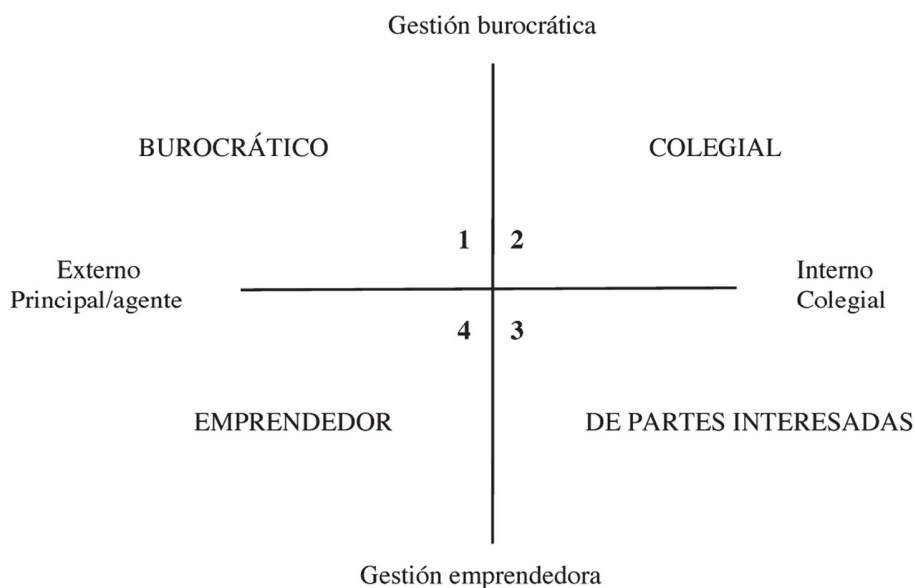 Gestión burocrática
BUROCRÁTICO
COLEGIAL
1
2
Externo
Principal/agente
Interno
Colegial
4
3
EMPRENDEDOR
DE PARTES INTERESADAS
Gestión emprendedora